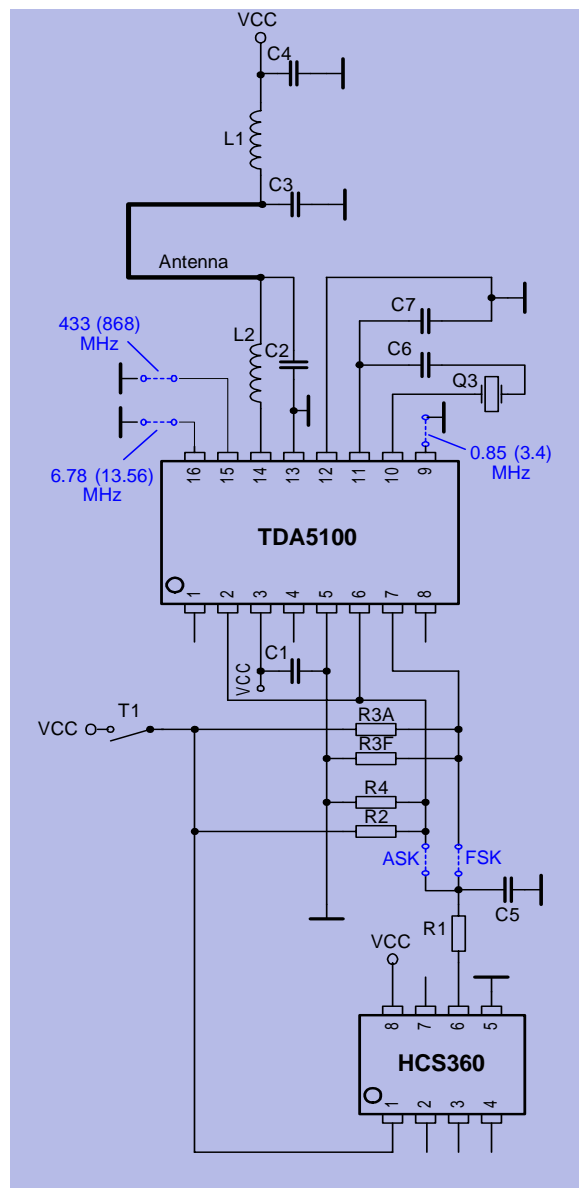 VCC
C4
L1
C3
Antenna
433 (868)
MHz
L2
C2
C7
C6
Q3
6.78 (13.56)
MHz
0.85 (3.4)
MHz
16 15 14 13 12 11 10 9
TDA5100
1 2 3 4 5 6 7 8
VCC
C1
VCC
T1
R3A
R3F
R4
R2
ASK
FSK
C5
R1
VCC
8 7 6 5
HCS360
1 2 3 4